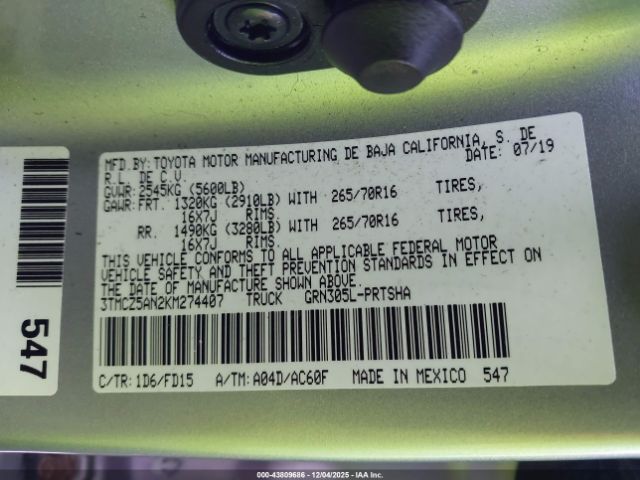 MFD.BY:TOYOTA MOTOR MANUFACTURING DE BAJA CALIFORNIA, S. DE
R.L. DE C.V. DATE: 07/19
GVWR:2545KG (5600LB)
GAWR:FRT. 1320KG (2910LB) WITH 265/70R16 TIRES,
16X7J RIMS.
RR. 1490KG (3280LB) WITH 265/70R16 TIRES,
16X7J RIMS.
THIS VEHICLE CONFORMS TO ALL APPLICABLE FEDERAL MOTOR
VEHICLE SAFETY AND THEFT PREVENTION STANDARDS IN EFFECT ON
THE DATE OF MANUFACTURE SHOWN ABOVE.
3TMCZ5AN2KM274407 TRUCK GRN305L-PRTSHA
C/TR:1D6/FD15 A/TM:A04D/AC60F MADE IN MEXICO 547
547
000-43809686 - 12/04/2025 - IAAI.com